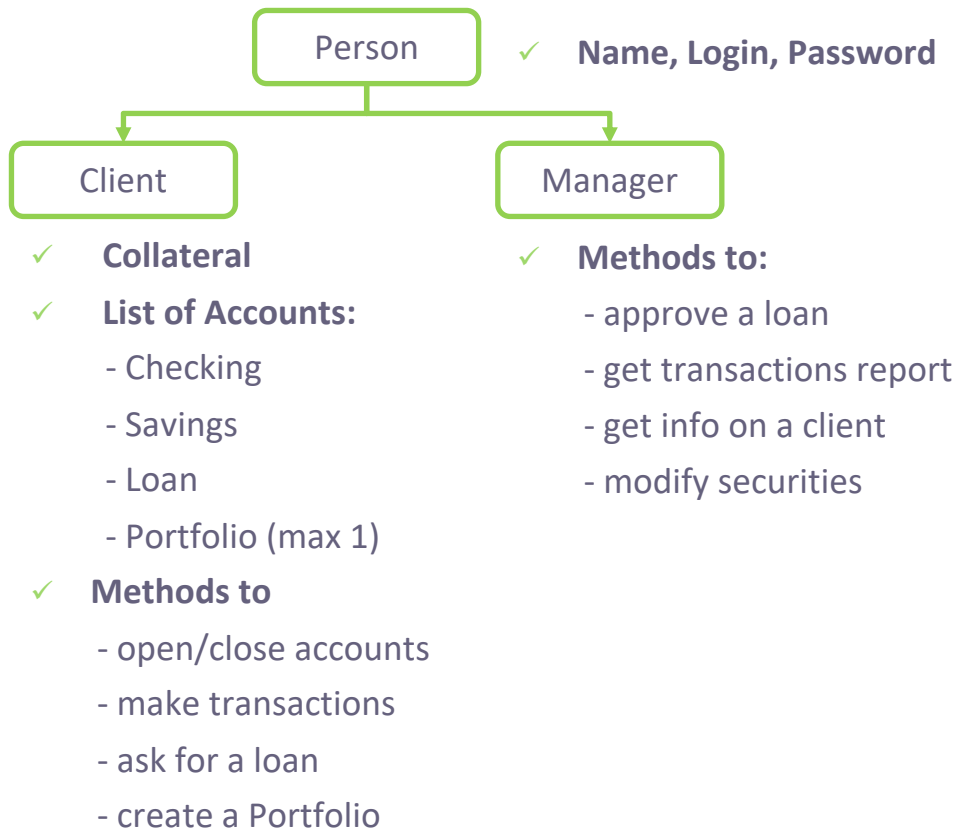 Person
✓ Name, Login, Password
Client
Manager
✓ Collateral
✓ List of Accounts:
- Checking
- Savings
- Loan
- Portfolio (max 1)
✓ Methods to
- open/close accounts
- make transactions
- ask for a loan
- create a Portfolio
✓ Methods to:
- approve a loan
- get transactions report
- get info on a client
- modify securities